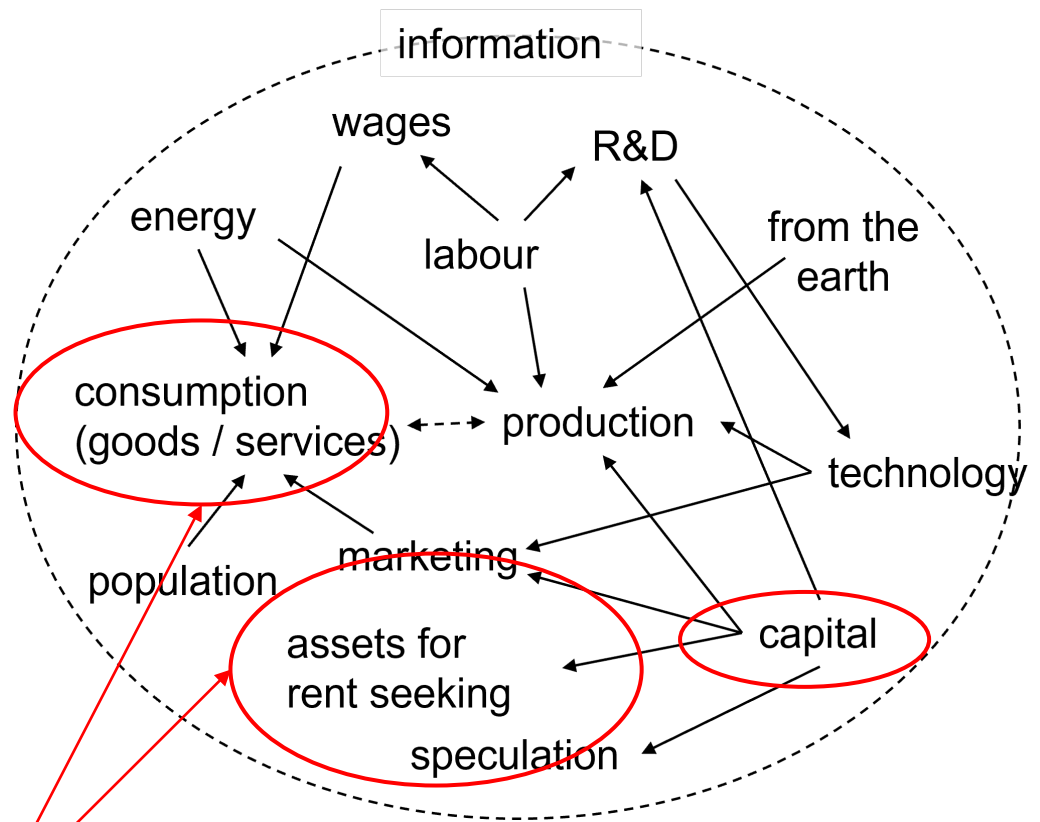 information
wages
R&D
energy
from the
earth
labour
consumption
(goods / services)
production
technology
marketing
population
capital
assets for
rent seeking
speculation